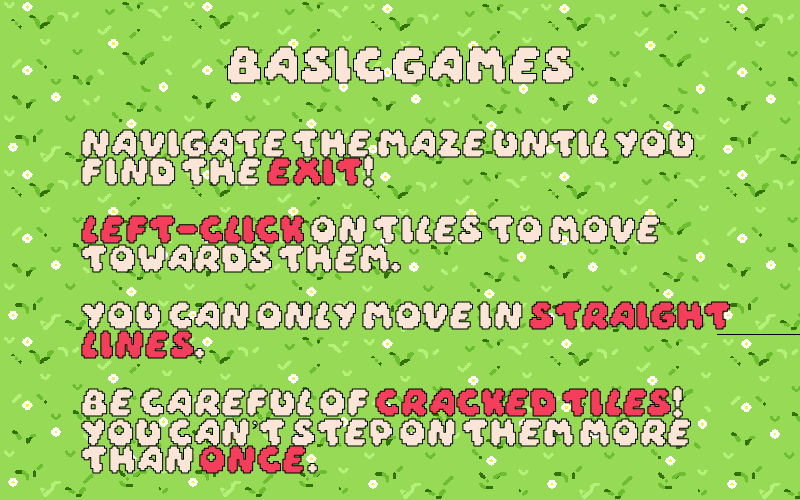 BASIC GAMES
NAVIGATE THE MAZE UNTIL YOU
FIND THE EXIT!
LEFT-CLICK ON TILES TO MOVE
TOWARDS THEM.
YOU CAN ONLY MOVE IN STRAIGHT
LINES.
BE CAREFUL OF CRACKED TILES!
YOU CAN'T STEP ON THEM MORE
THAN ONCE.